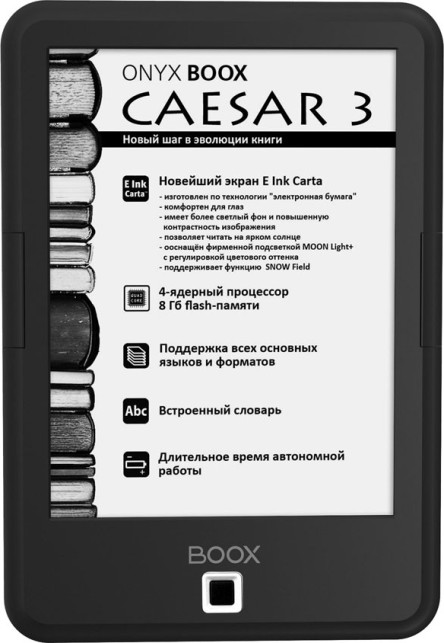 ONYX BOOX
CAESAR 3
Новый шаг в эволюции книги
E Ink
Carta™
Новейший экран E Ink Carta
- изготовлен по технологии "электронная бумага"
- комфортен для глаз
- имеет более светлый фон и повышенную
контрастность изображения
- позволяет читать на ярком солнце
- оснащён фирменной подсветкой MOON Light+
с регулировкой цветового оттенка
- поддерживает функцию SNOW Field
QUAD
CORE
4-ядерный процессор
8 Гб flash-памяти
Поддержка всех основных
языков и форматов
Abc
Встроенный словарь
Длительное время автономной
работы
BOOX